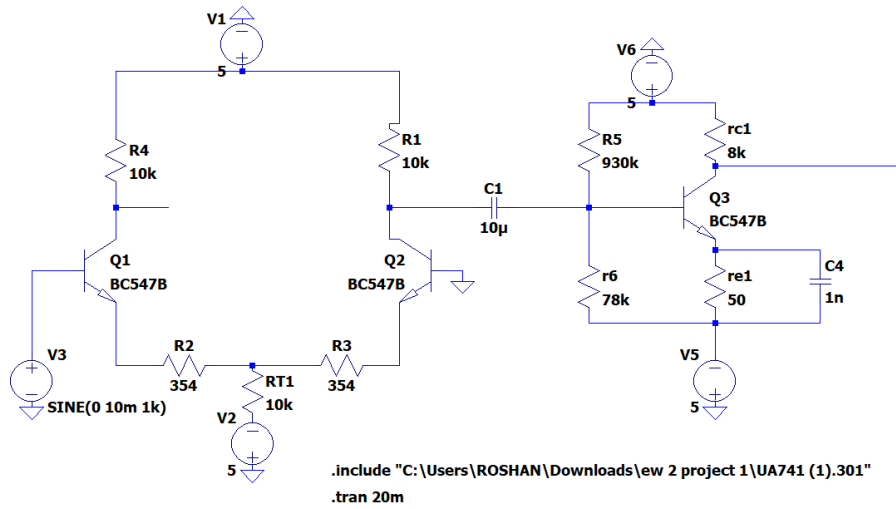 V1
5
R4
10k
R1
10k
V6
5
R5
930k
rc1
8k
C1
10µ
Q3
BC547B
Q1
BC547B
Q2
BC547B
r6
78k
re1
50
C4
1n
V3
SINE(0 10m 1k)
R2
354
R3
354
RT1
10k
V2
5
V5
5
.include "C:\Users\ROSHAN\Downloads\ew 2 project 1\UA741 (1).301"
.tran 20m